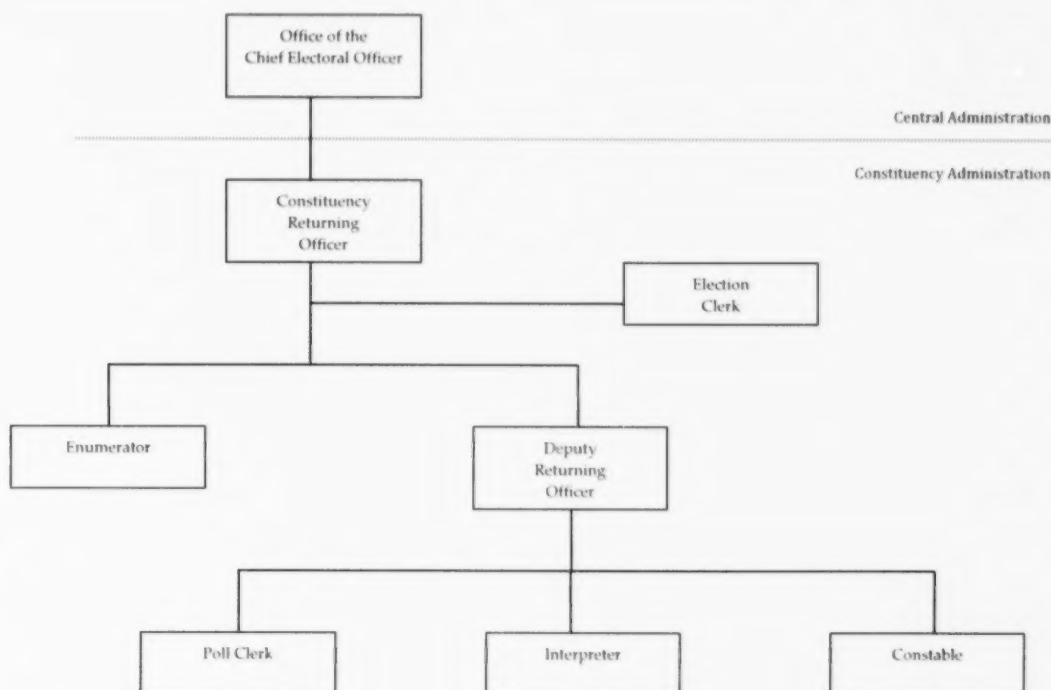 Office of the
Chief Electoral Officer
Central Administration
Constituency Administration
Constituency
Returning
Officer
Election
Clerk
Enumerator
Deputy
Returning
Officer
Poll Clerk
Interpreter
Constable